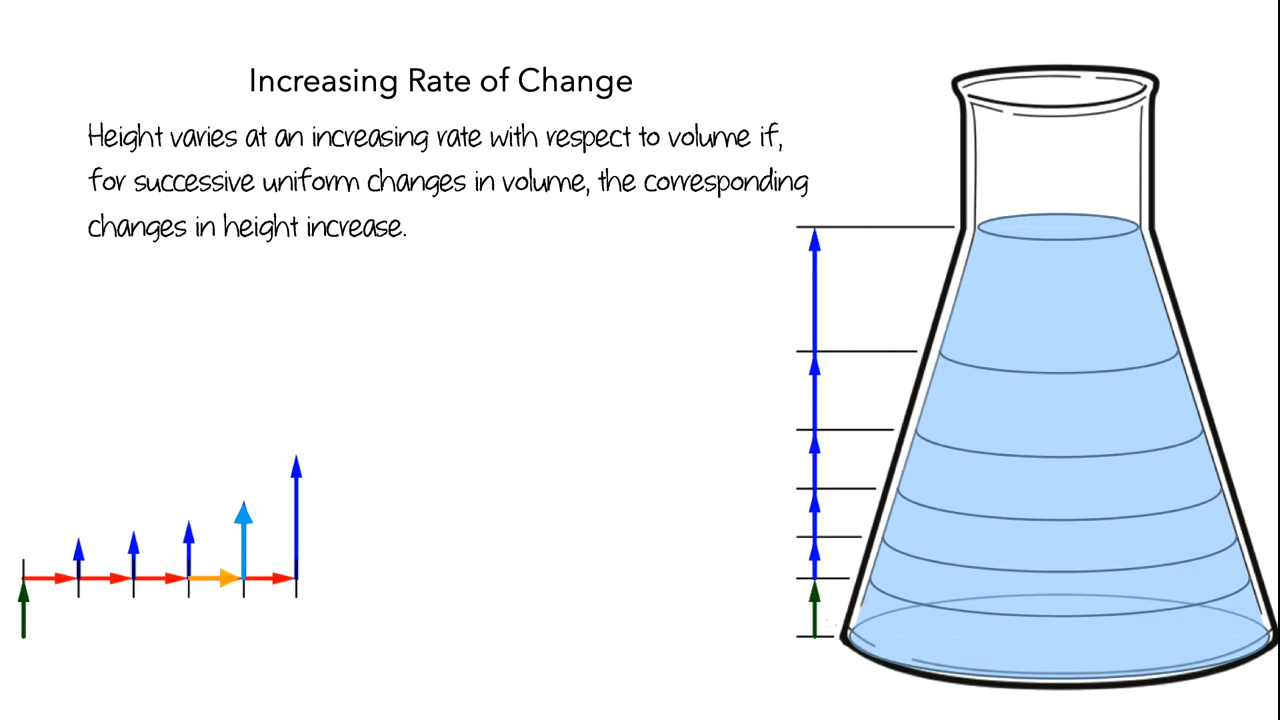 Increasing Rate of Change
Height varies at an increasing rate with respect to volume if,
for successive uniform changes in volume, the corresponding
changes in height increase.